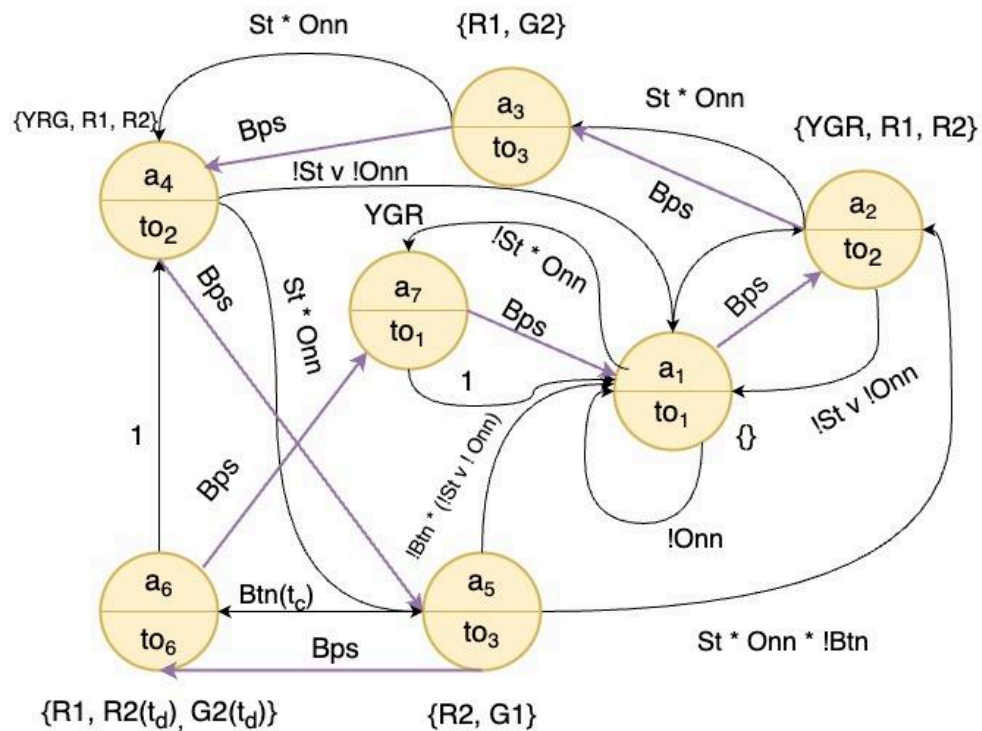 St * Onn
{R1, G2}
a3
to3
St * Onn
{YGR, R1, R2}
{YRG, R1, R2}
Bps
a4
to2
!St v !Onn
Bps
a2
to2
YGR
!St * Onn
a7
to1
Bps
St * Onn
Bps
Bps
a1
to1
{}
!St v !Onn
1
1
Bps
!Btn * (!St v ! Onn)
!Onn
a6
to6
Btn(tc)
a5
to3
Bps
St * Onn * !Btn
{R1, R2(td), G2(td)}
{R2, G1}